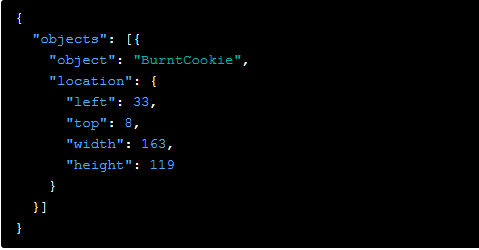 {
  "objects": [{
    "object": "BurntCookie",
    "location": {
      "left": 33,
      "top": 8,
      "width": 163,
      "height": 119
    }
  }]
}